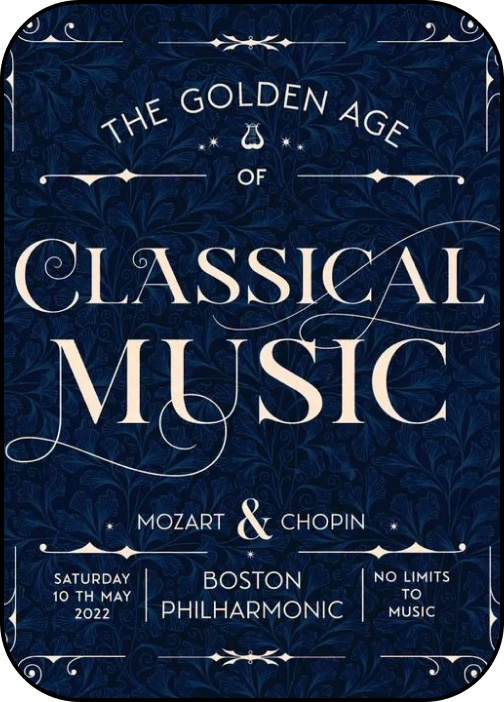 THE GOLDEN AGE
OF
CLASSICAL
MUSIC
MOZART & CHOPIN
SATURDAY
10 TH MAY
2022
BOSTON
PHILHARMONIC
NO LIMITS
TO
MUSIC